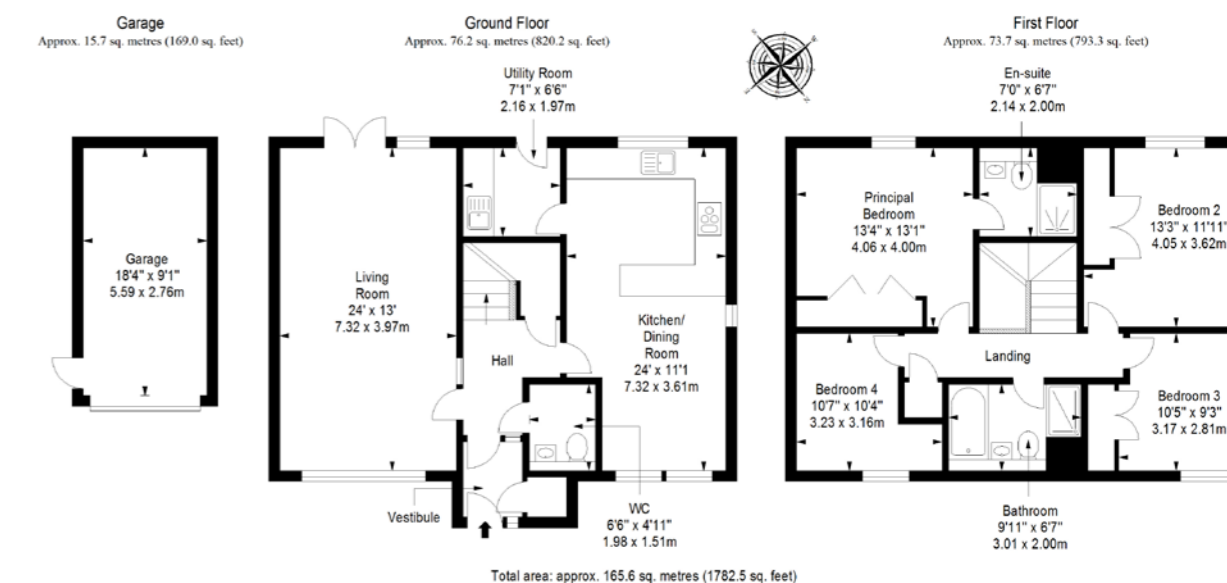 Garage
Approx. 15.7 sq. metres (169.0 sq. feet)
Garage
18'4" x 9'1"
5.59 x 2.76m
Ground Floor
Approx. 76.2 sq. metres (820.2 sq. feet)
Utility Room
7'1" x 6'6"
2.16 x 1.97m
Living
Room
24' x 13'
7.32 x 3.97m
Hall
Kitchen/
Dining
Room
24' x 11'1
7.32 x 3.61m
Vestibule
WC
6'6" x 4'11"
1.98 x 1.51m
First Floor
Approx. 73.7 sq. metres (793.3 sq. feet)
En-suite
7'0" x 6'7"
2.14 x 2.00m
Principal
Bedroom
13'4" x 13'1"
4.06 x 4.00m
Bedroom 2
13'3" x 11'11"
4.05 x 3.62m
Landing
Bedroom 4
10'7" x 10'4"
3.23 x 3.16m
Bedroom 3
10'5" x 9'3"
3.17 x 2.81m
Bathroom
9'11" x 6'7"
3.01 x 2.00m
Total area: approx. 165.6 sq. metres (1782.5 sq. feet)